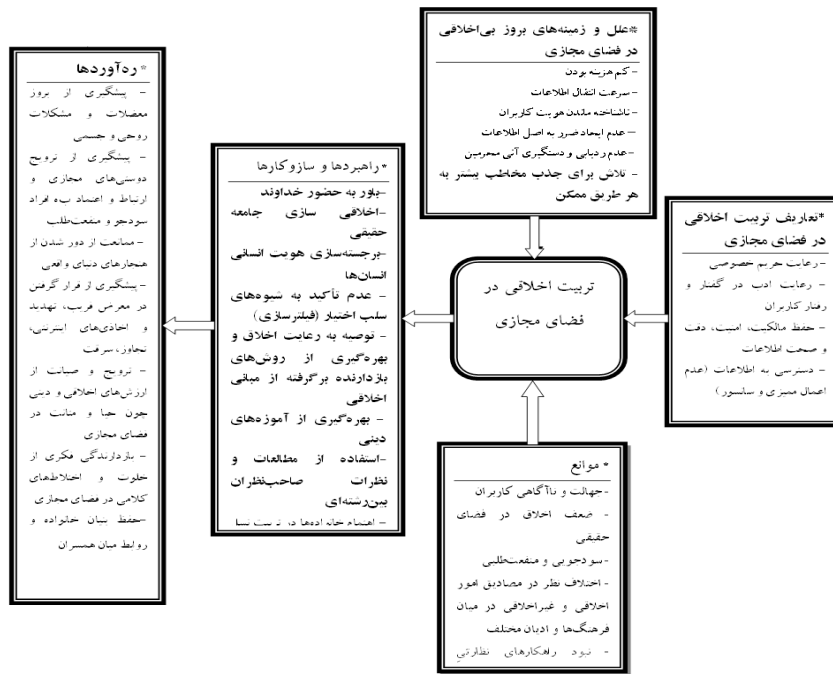 *علل و زمینه‌های بروز بی‌اخلاقی
در فضای مجازی
-کم هزینه بودن
-سرعت انتقال اطلاعات
-ناشناخته ماندن هویت کاربران
-عدم ایجاد ضرر به اصل اطلاعات
-عدم ردیابی و دستگیری آنی مجرمین
- تلاش برای جذب مخاطب بیشتر به
هر طریق ممکن
*تعاریف تربیت اخلاقی
در فضای مجازی
-رعایت حریم خصوصی
- رعایت ادب در گفتار و
رفتار کاربران
-حفظ مالکیت، امنیت، دقت
و صحت اطلاعات
- دسترسی به اطلاعات (عدم
اعمال ممیزی و سانسور)
تربیت اخلاقی در
فضای مجازی
* موانع
-جهالت و ناآگاهی کاربران
- ضعف اخلاق در فضای
حقیقی
-سودجویی و منفعت‌طلبی
- اختلاف نظر در مصادیق امور
اخلاقی و غیراخلاقی در میان
فرهنگ‌ها و ادیان مختلف
- نبود راهکارهای نظارتی
*راهبردها و سازوکارها
-باور به حضور خداوند
-اخلاقی سازی جامعه
حقیقی
-برجسته‌سازی هویت انسانی
انسان‌ها
- عدم تأکید به شیوه‌های
سلب اختیار (فیلترسازی)
- توصیه به رعایت اخلاق و
بهره‌گیری از روش‌های
بازدارنده برگرفته از مبانی
اخلاقی
- بهره‌گیری از آموزه‌های
دینی
-استفاده از مطالعات و
نظرات صاحب‌نظران
بین‌رشته‌ای
- اهتمام خانواده‌ها در تربیت
* ره‌آوردها
- پیشگیری از بروز
معضلات و مشکلات
روحی و جسمی
- پیشگیری از ترویج
دوستی‌های مجازی و
ارتباط و اعتماد به افراد
سودجو و منفعت‌طلب
- ممانعت از دور شدن از
هنجارهای دنیای واقعی
-پیشگیری از قرار گرفتن
در معرض فریب، تهدید
و اخاذی‌های اینترنتی،
تجاوز، سرقت
- ترویج و صیانت از
ارزش‌های اخلاقی و دینی
چون حیا و متانت در
فضای مجازی
- بازدارندگی فکری از
خلوت و اختلاط‌های
کلامی در فضای مجازی
-حفظ بنیان خانواده و
روابط میان همسران